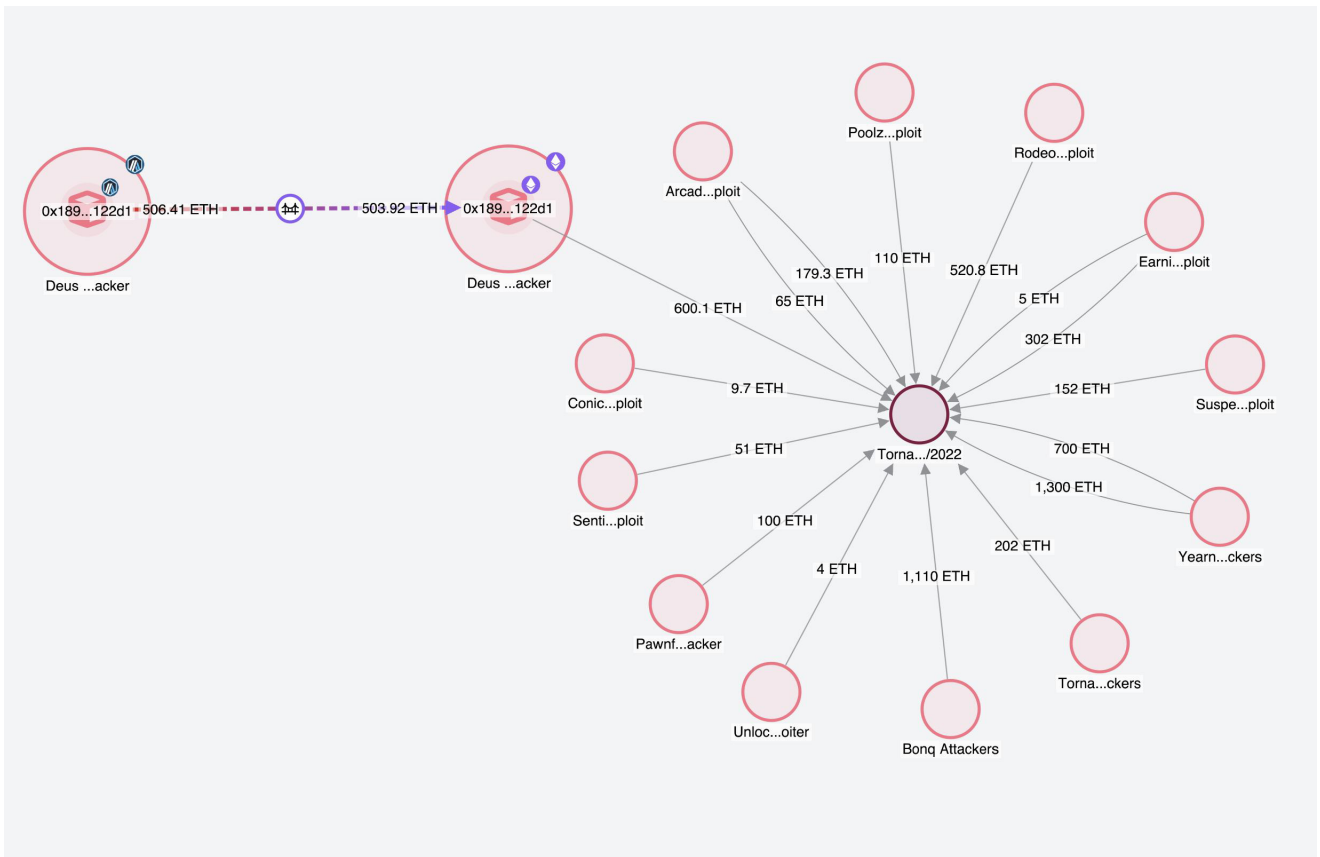 Poolz...ploit
Rodeo...ploit
Arcad...ploit
0x189...122d1
506.41 ETH
503.92 ETH
0x189...122d1
Earni...ploit
Deus ...acker
Deus ...acker
110 ETH
179.3 ETH
520.8 ETH
65 ETH
5 ETH
600.1 ETH
302 ETH
9.7 ETH
152 ETH
Conic...ploit
Suspe...ploit
51 ETH
Torna.../2022
700 ETH
1,300 ETH
Senti...ploit
100 ETH
202 ETH
Yearn...ckers
4 ETH
1,110 ETH
Pawnf...acker
Torna...ckers
Unloc...oiter
Bonq Attackers